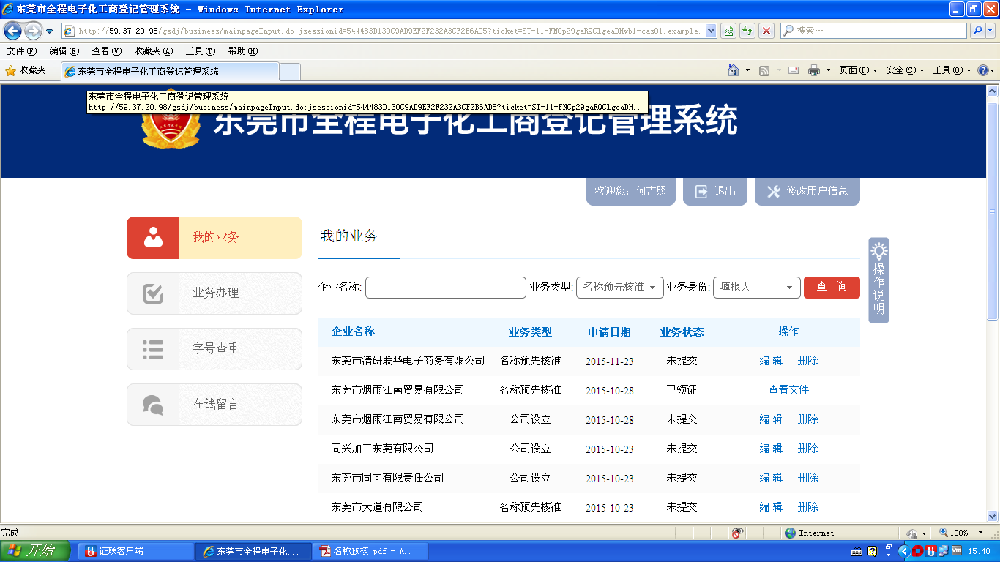 东莞市全程电子化工商登记管理系统 - Windows Internet Explorer
http://59.37.20.98/gsdj/business/mainpageInput.do;jsessionid=544483D130C9AD9EF2F232A3CF2B6AD5?ticket=ST-11-FNCp29gaRQClgeaDHvb1-cas01.example. 搜索…
文件(F) 编辑(E) 查看(V) 收藏夹(A) 工具(T) 帮助(H)
收藏夹 东莞市全程电子化工商登记管理系统 页面(P) 安全(S) 工具(O)
东莞市全程电子化工商登记管理系统
http://59.37.20.98/gsdj/business/mainpageInput.do;jsessionid=544483D130C9AD9EF2F232A3CF2B6AD5?ticket=ST-11-FNCp29gaRQClgeaDH...
东莞市全程电子化工商登记管理系统
欢迎您：何吉照 退出 修改用户信息
我的业务
业务办理
字号查重
在线留言
我的业务
企业名称: 业务类型: 名称预先核准 业务身份: 填报人 查 询
操作说明
企业名称 业务类型 申请日期 业务状态 操作
东莞市清研联华电子商务有限公司 名称预先核准 2015-11-23 未提交 编 辑 删除
东莞市烟雨江南贸易有限公司 名称预先核准 2015-10-28 已领证 查看文件
东莞市烟雨江南贸易有限公司 公司设立 2015-10-28 未提交 编 辑 删除
同兴加工东莞有限公司 公司设立 2015-10-23 未提交 编 辑 删除
东莞市同向有限责任公司 公司设立 2015-10-23 未提交 编 辑 删除
东莞市大道有限公司 名称预先核准 2015-10-23 未提交 编 辑 删除
完成 Internet 100%
开始 证联客户端 东莞市全程电子化... 名称预核.pdf - A... 15:40